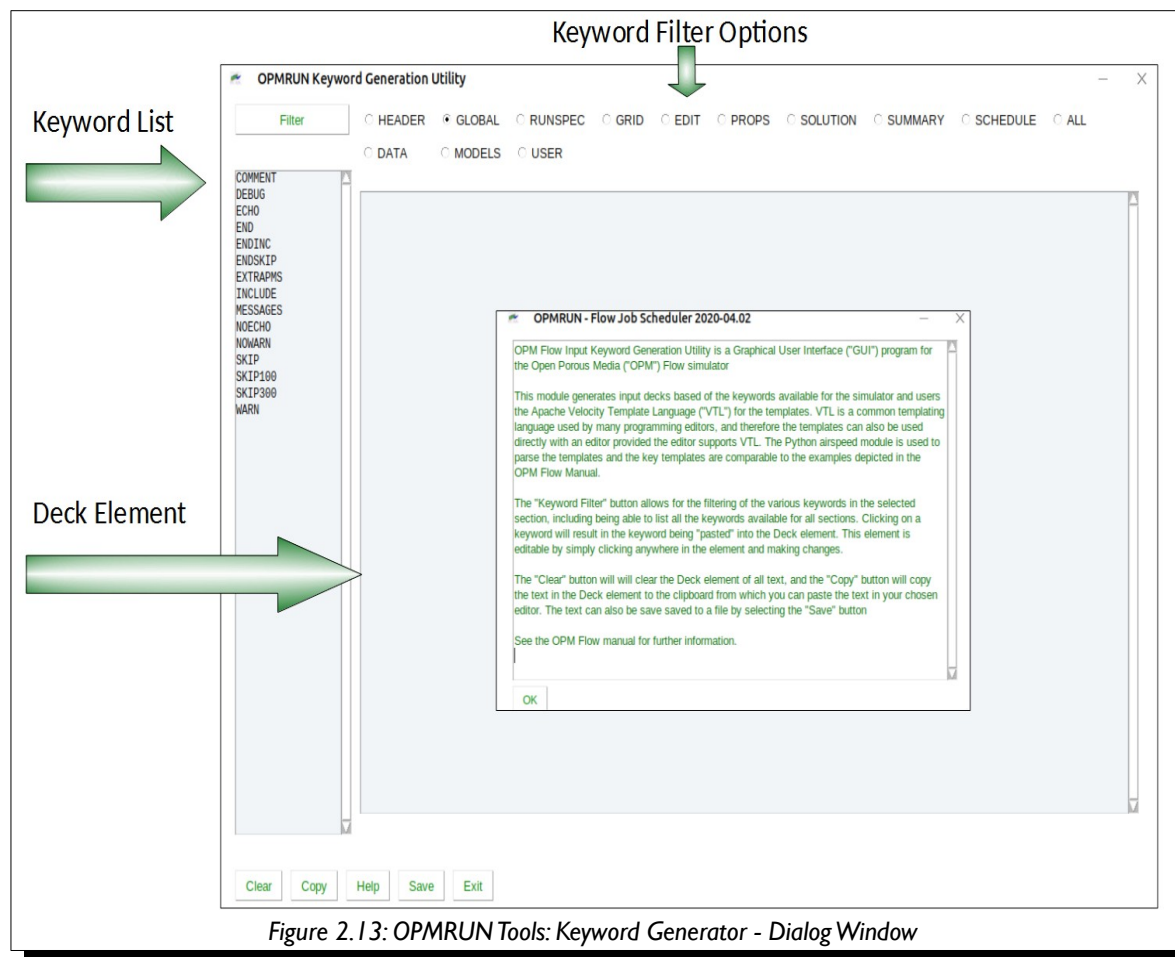 Keyword Filter Options
OPMRUN Keyword Generation Utility
Keyword List
Filter
HEADER GLOBAL RUNSPEC GRID EDIT PROPS SOLUTION SUMMARY SCHEDULE ALL
DATA MODELS USER
COMMENT
DEBUG
ECHO
END
ENDINC
ENDSKIP
EXTRAPMS
INCLUDE
MESSAGES
NOECHO
NOWARN
SKIP
SKIP100
SKIP300
WARN
OPMRUN - Flow Job Scheduler 2020-04.02
OPM Flow Input Keyword Generation Utility is a Graphical User Interface ("GUI") program for
the Open Porous Media ("OPM") Flow simulator
This module generates input decks based of the keywords available for the simulator and users
the Apache Velocity Template Language ("VTL") for the templates. VTL is a common templating
language used by many programming editors, and therefore the templates can also be used
directly with an editor provided the editor supports VTL. The Python airspeed module is used to
parse the templates and the key templates are comparable to the examples depicted in the
OPM Flow Manual.
The "Keyword Filter" button allows for the filtering of the various keywords in the selected
section, including being able to list all the keywords available for all sections. Clicking on a
keyword will result in the keyword being "pasted" into the Deck element. This element is
editable by simply clicking anywhere in the element and making changes.
The "Clear" button will will clear the Deck element of all text, and the "Copy" button will copy
the text in the Deck element to the clipboard from which you can paste the text in your chosen
editor. The text can also be save saved to a file by selecting the "Save" button
See the OPM Flow manual for further information.
OK
Deck Element
Clear Copy Help Save Exit
Figure 2.13: OPMRUN Tools: Keyword Generator - Dialog Window